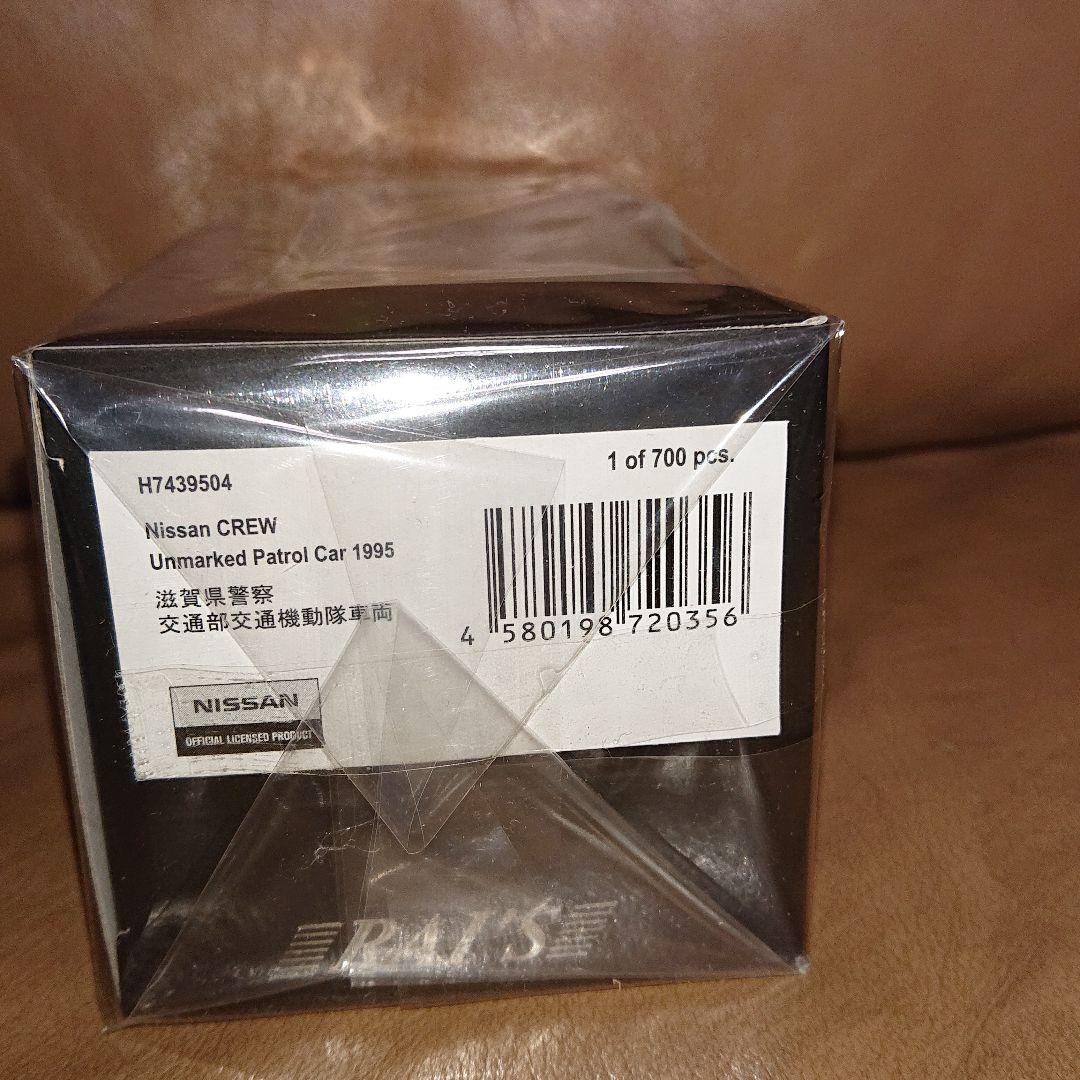 H7439504
1 of 700 pcs.
Nissan CREW
Unmarked Patrol Car 1995
滋賀県警察
交通部交通機動隊車両
4 580198 720356
NISSAN
OFFICIAL LICENSED PRODUCT
RAI'S